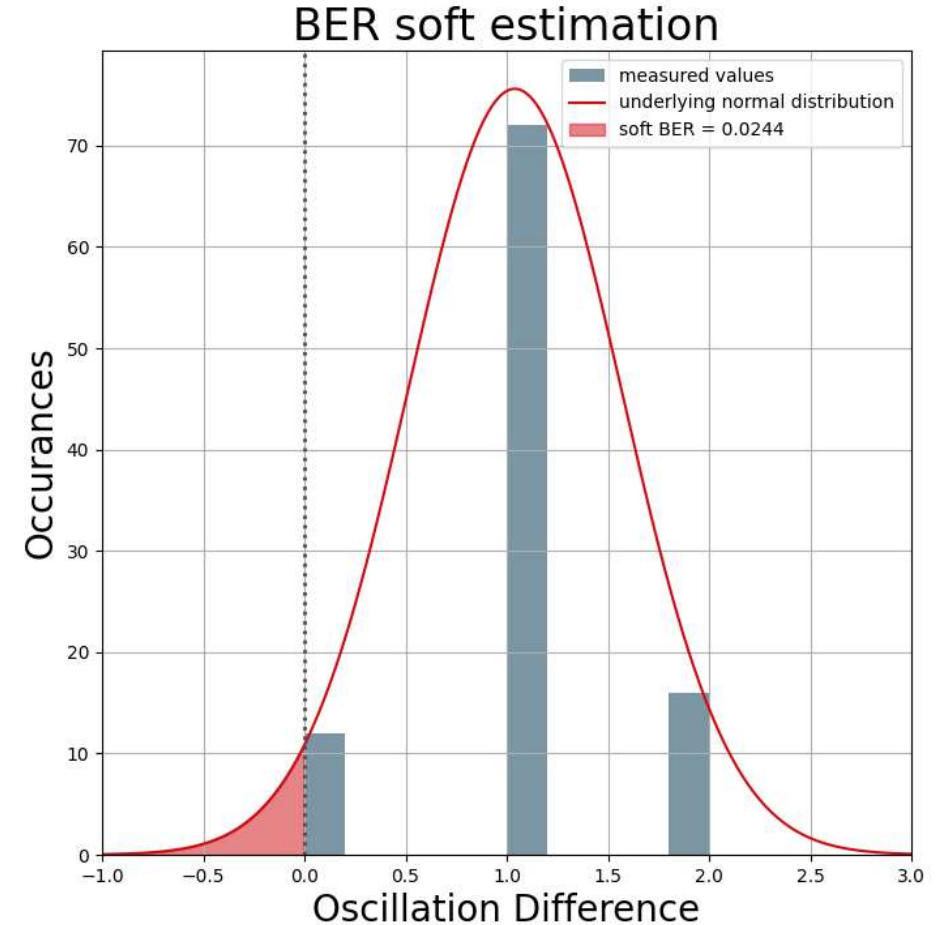 BER soft estimation
measured values
underlying normal distribution
soft BER = 0.0244
Occurances
70
60
50
40
30
20
10
0
−1.0 −0.5 0.0 0.5 1.0 1.5 2.0 2.5 3.0
Oscillation Difference